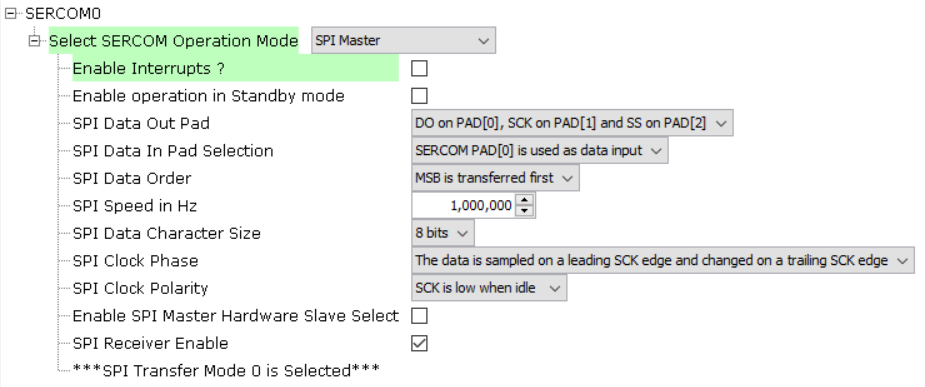 SERCOM0
Select SERCOM Operation Mode SPI Master
Enable Interrupts ?
Enable operation in Standby mode
SPI Data Out Pad DO on PAD[0], SCK on PAD[1] and SS on PAD[2]
SPI Data In Pad Selection SERCOM PAD[0] is used as data input
SPI Data Order MSB is transferred first
SPI Speed in Hz 1,000,000
SPI Data Character Size 8 bits
SPI Clock Phase The data is sampled on a leading SCK edge and changed on a trailing SCK edge
SPI Clock Polarity SCK is low when idle
Enable SPI Master Hardware Slave Select
SPI Receiver Enable
***SPI Transfer Mode 0 is Selected***